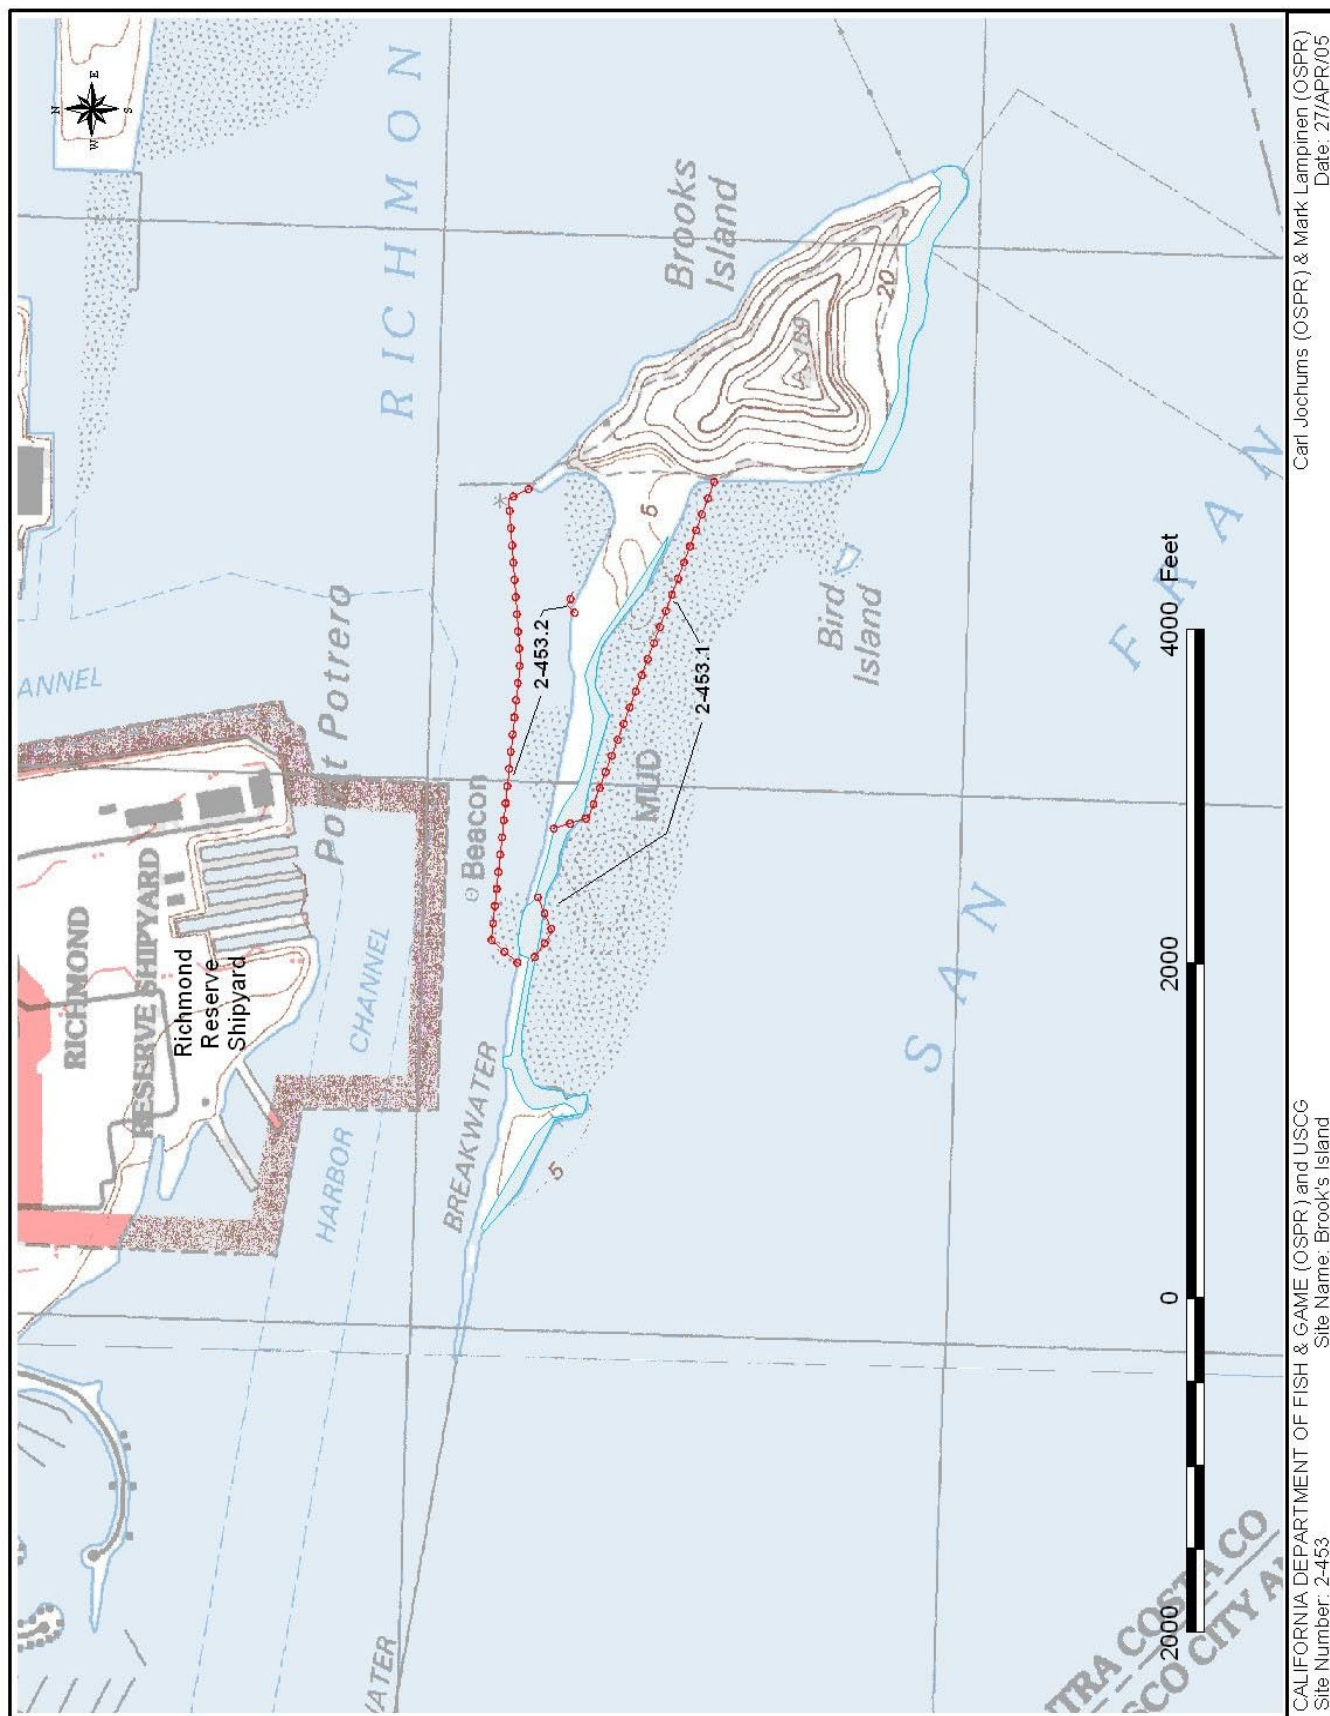 N
E
W
S
RICHMON
ANNEL
RICHMOND
RESERVE SHIPYARD
Richmond
Reserve
Shipyard
Point Potrero
HARBOR CHANNEL
Beacon
BREAKWATER
WATER
2-453.2
2-453.1
MUD
5
5
20
159
Brooks
Island
Bird
Island
SAN FRAN
TRA COSTA CO
SCO CITY A
2000
0
2000
4000 Feet
CALIFORNIA DEPARTMENT OF FISH & GAME (OSPR) and USCG
Carl Jochums (OSPR) & Mark Lampinen (OSPR)
Site Number: 2-453
Site Name: Brook's Island
Date: 27/APR/05